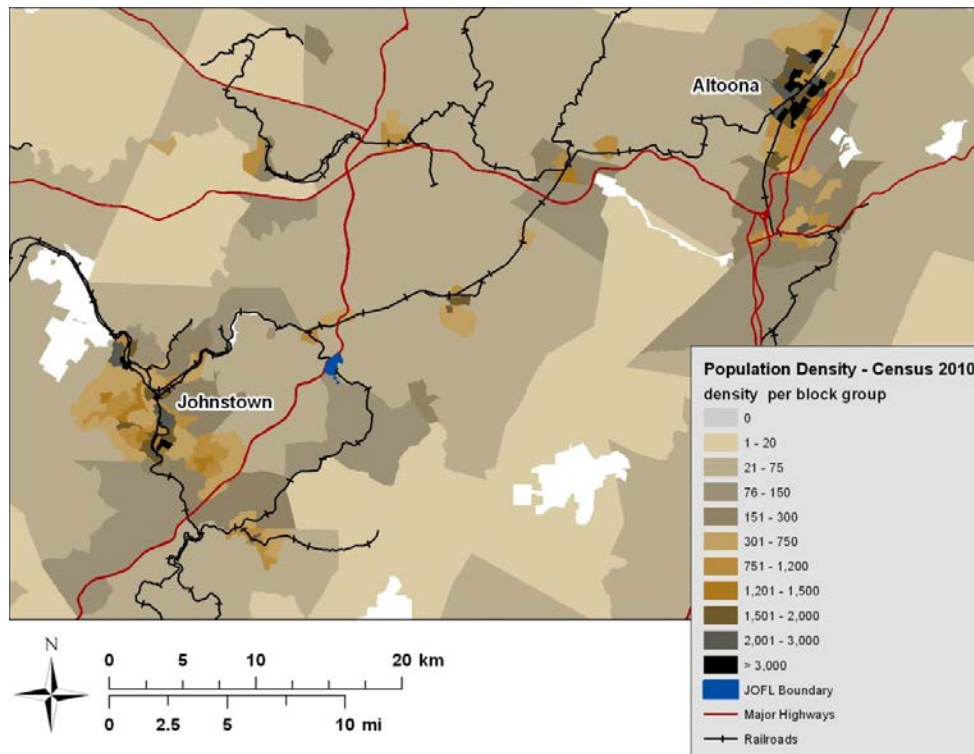 Altoona
Johnstown
Population Density - Census 2010
density per block group
0
1 - 20
21 - 75
76 - 150
151 - 300
301 - 750
751 - 1,200
1,201 - 1,500
1,501 - 2,000
2,001 - 3,000
> 3,000
JOFL Boundary
Major Highways
Railroads
N
0 5 10 20 km
0 2.5 5 10 mi